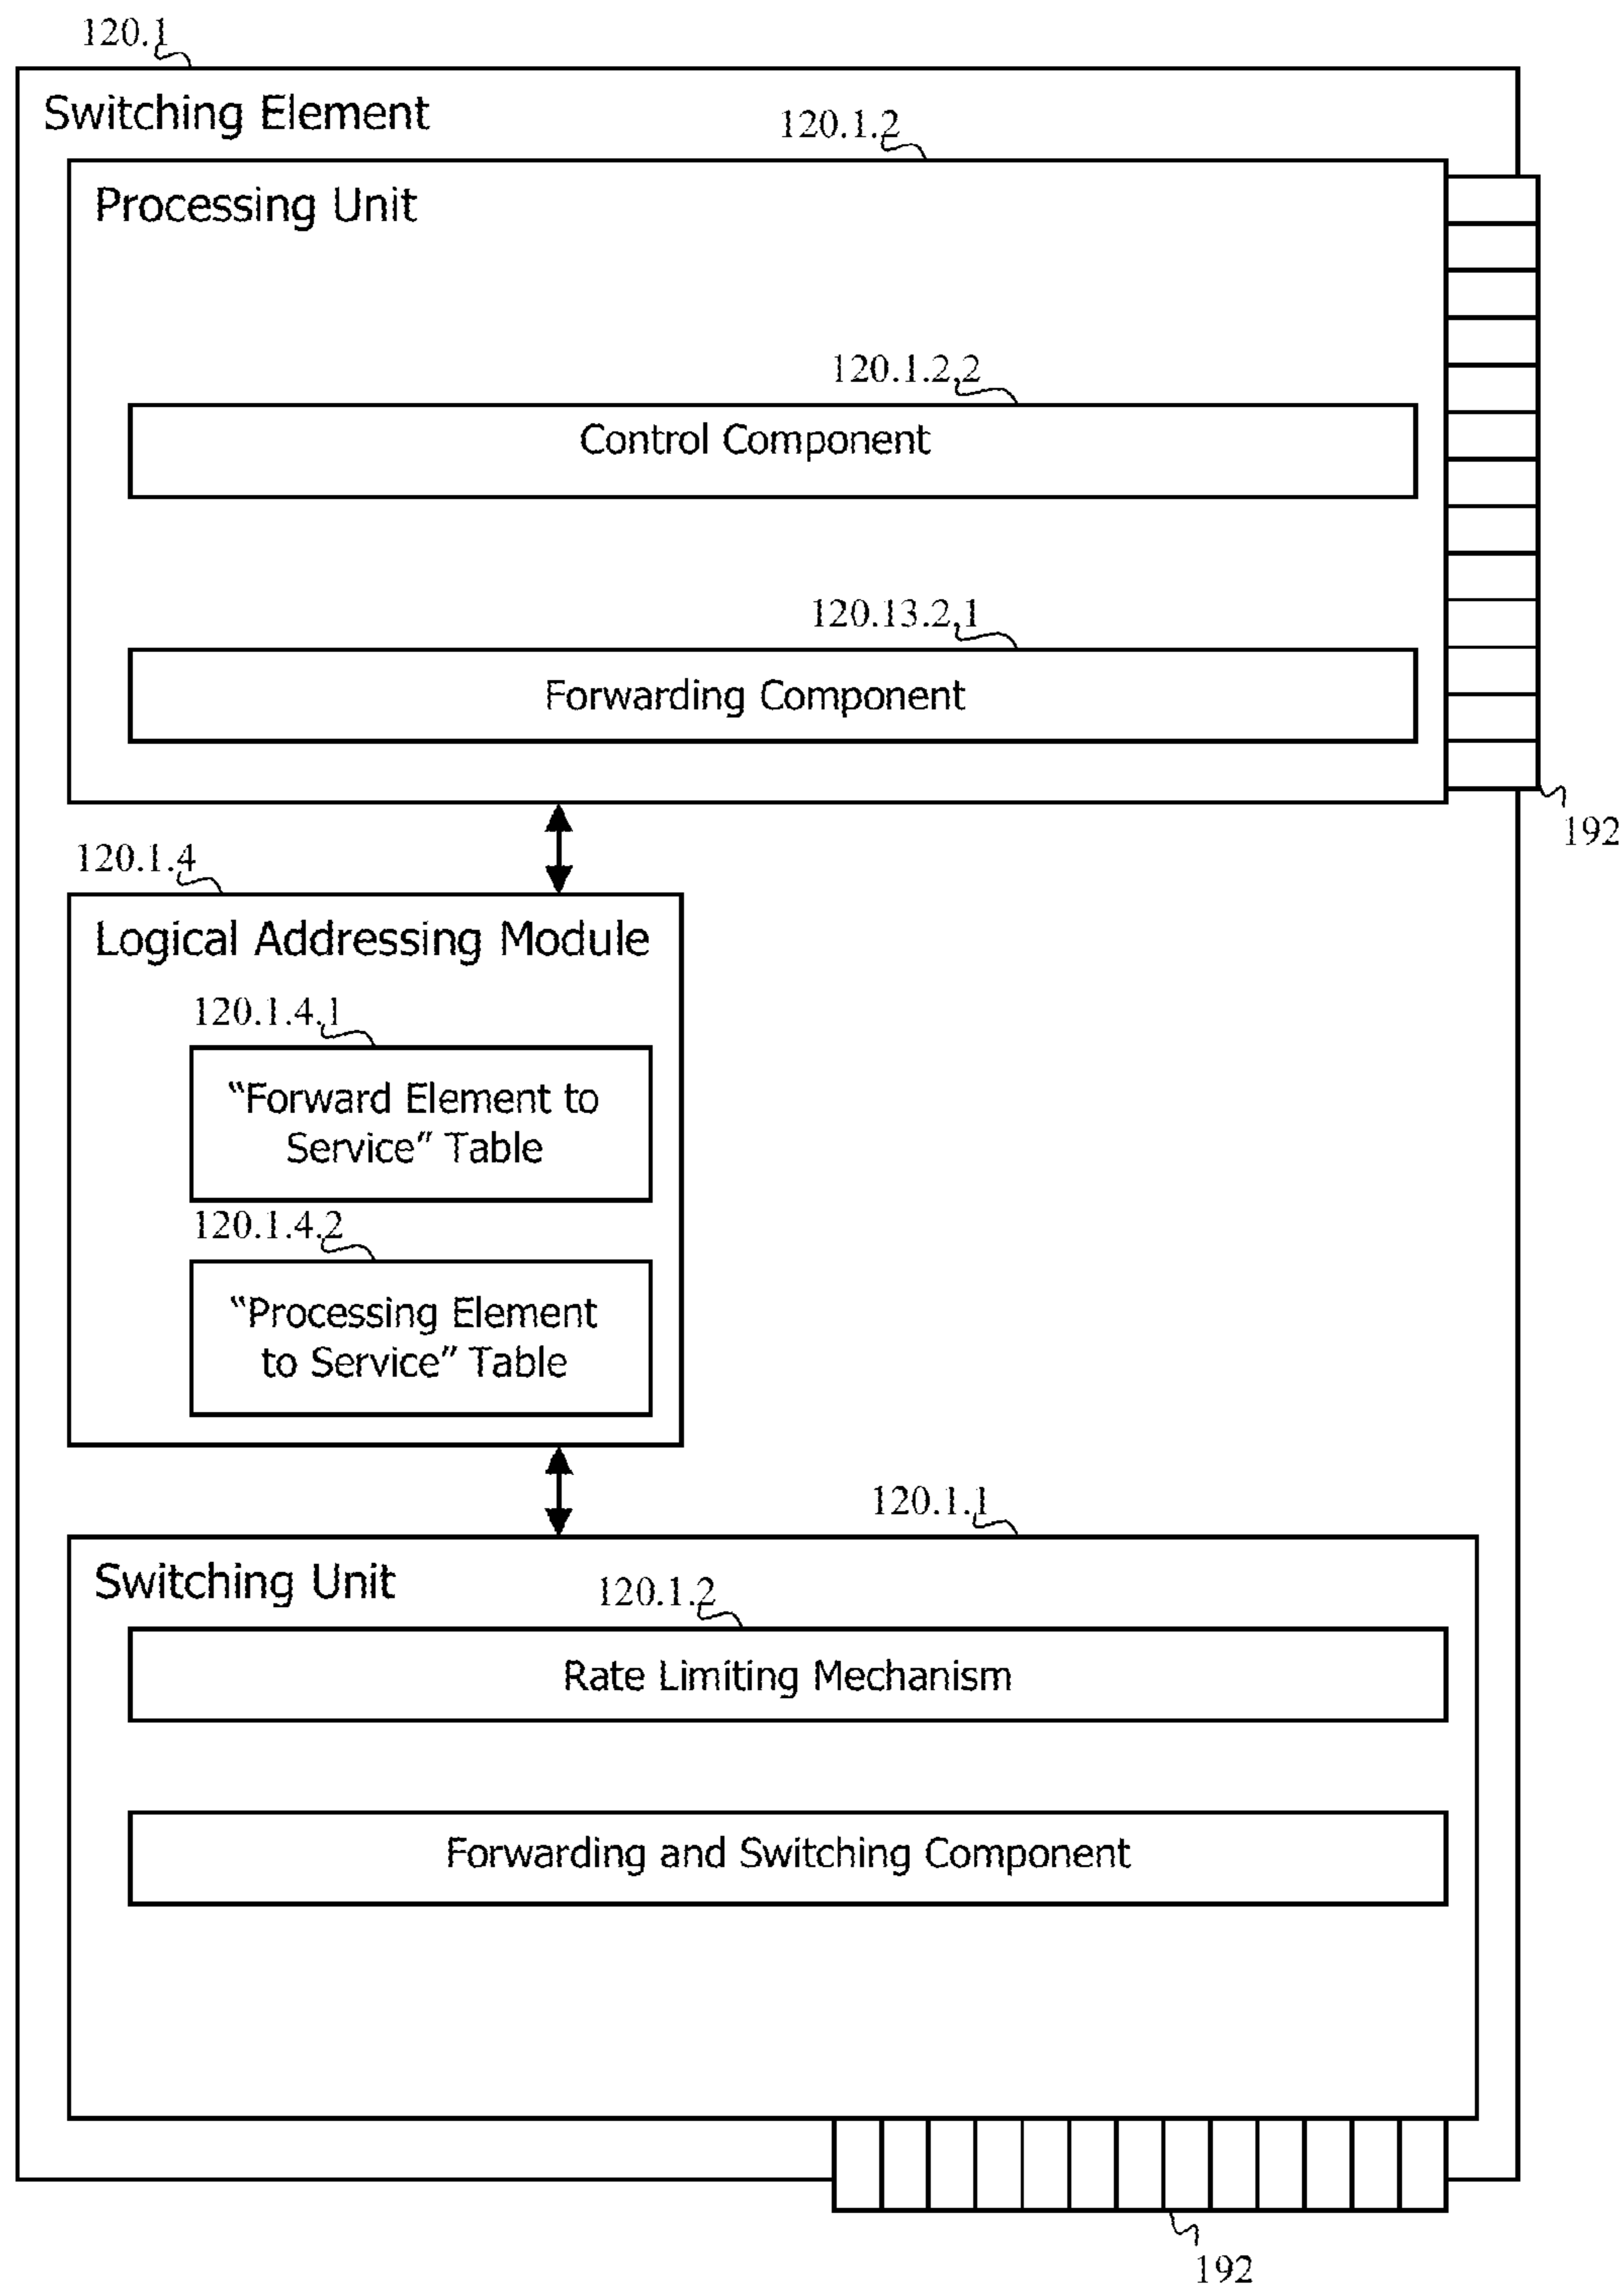 120.1
Switching Element
120.1.2
Processing Unit
120.1.2.2
Control Component
120.13.2.1
Forwarding Component
192
120.1.4
Logical Addressing Module
120.1.4.1
“Forward Element to
Service” Table
120.1.4.2
“Processing Element
to Service” Table
120.1.1
Switching Unit
120.1.2
Rate Limiting Mechanism
Forwarding and Switching Component
192